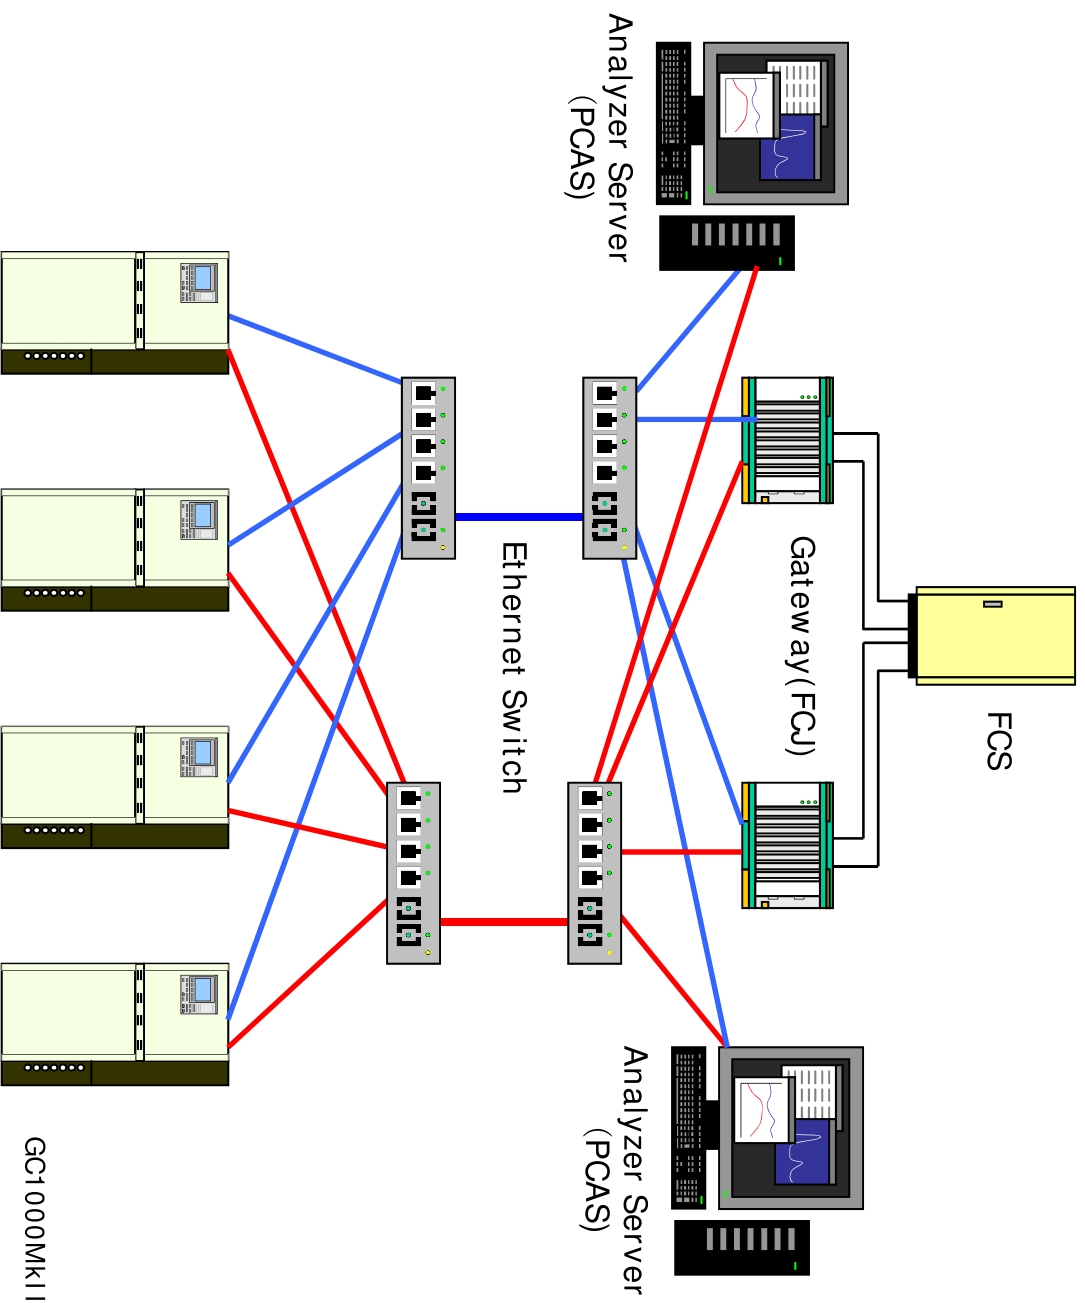 FCS
Analyzer Server
(PCAS)
Gateway(FCJ)
Analyzer Server
(PCAS)
Ethernet Switch
GC1000MkII